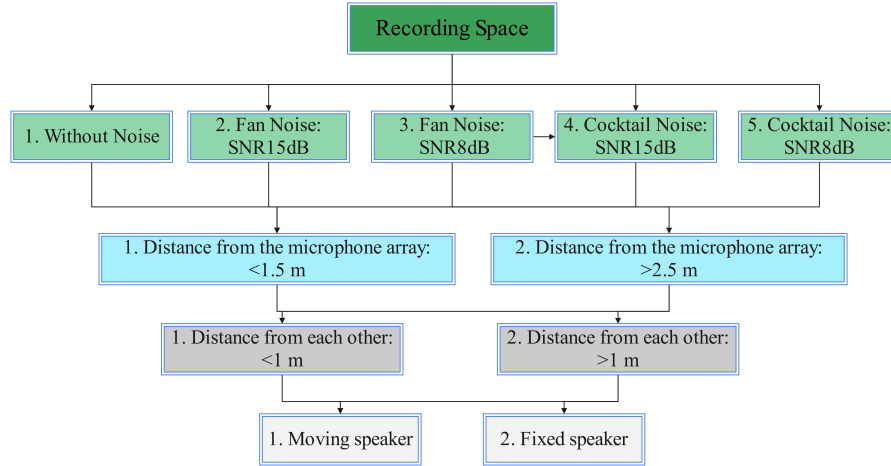 Recording Space
1. Without Noise
2. Fan Noise:
SNR15dB
3. Fan Noise:
SNR8dB
4. Cocktail Noise:
SNR15dB
5. Cocktail Noise:
SNR8dB
1. Distance from the microphone array:
<1.5 m
2. Distance from the microphone array:
>2.5 m
1. Distance from each other:
<1 m
2. Distance from each other:
>1 m
1. Moving speaker
2. Fixed speaker